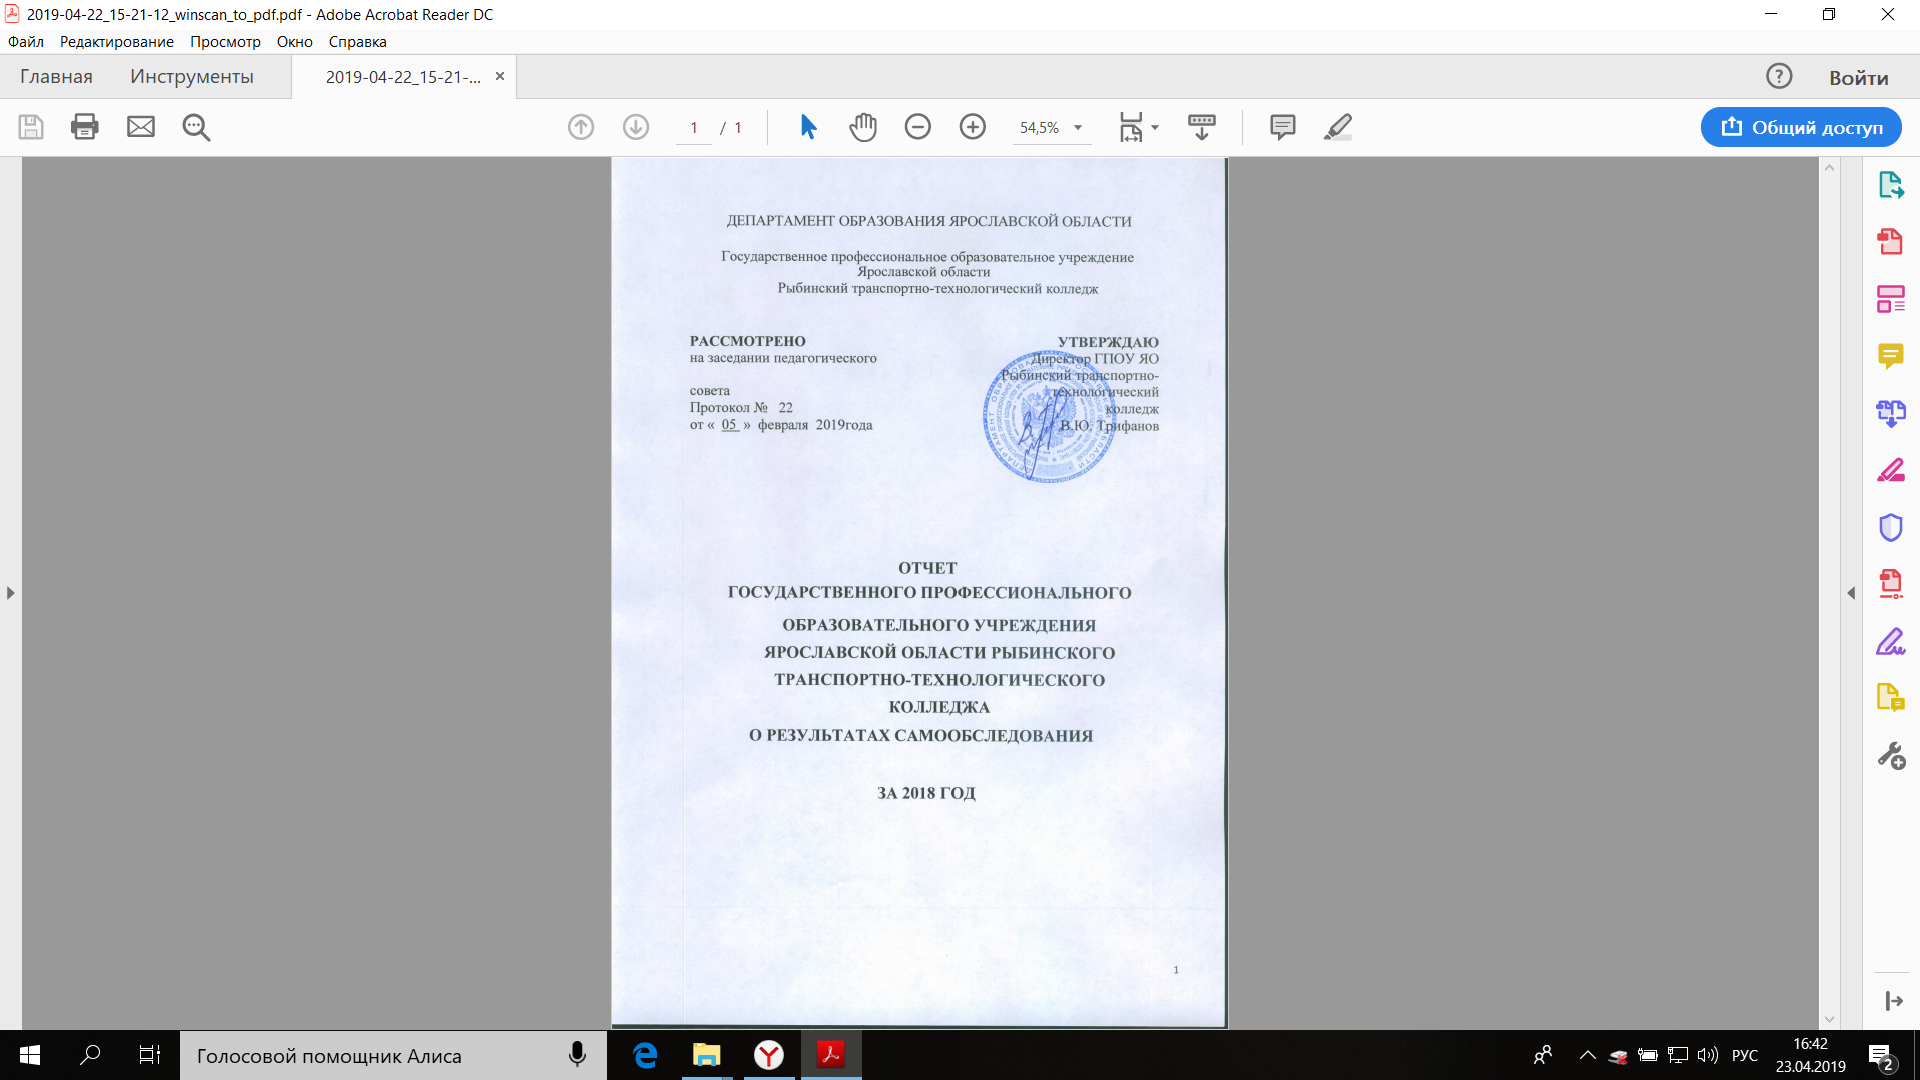 2019-04-22_15-21-12_winscan_to_pdf.pdf - Adobe Acrobat Reader DC
Файл Редактирование Просмотр Окно Справка
Главная Инструменты 2019-04-22_15-21-... ×
Войти
1 / 1
54,5%
Общий доступ
ДЕПАРТАМЕНТ ОБРАЗОВАНИЯ ЯРОСЛАВСКОЙ ОБЛАСТИ
Государственное профессиональное образовательное учреждение
Ярославской области
Рыбинский транспортно-технологический колледж
РАССМОТРЕНО
на заседании педагогического
совета
Протокол № 22
от « 05 » февраля 2019года
УТВЕРЖДАЮ
Директор ГПОУ ЯО
Рыбинский транспортно-
технологический
колледж
В.Ю. Трифанов
ОТЧЕТ
ГОСУДАРСТВЕННОГО ПРОФЕССИОНАЛЬНОГО
ОБРАЗОВАТЕЛЬНОГО УЧРЕЖДЕНИЯ
ЯРОСЛАВСКОЙ ОБЛАСТИ РЫБИНСКОГО
ТРАНСПОРТНО-ТЕХНОЛОГИЧЕСКОГО
КОЛЛЕДЖА
О РЕЗУЛЬТАТАХ САМООБСЛЕДОВАНИЯ
ЗА 2018 ГОД
1
Голосовой помощник Алиса
РУС
16:42
23.04.2019
2